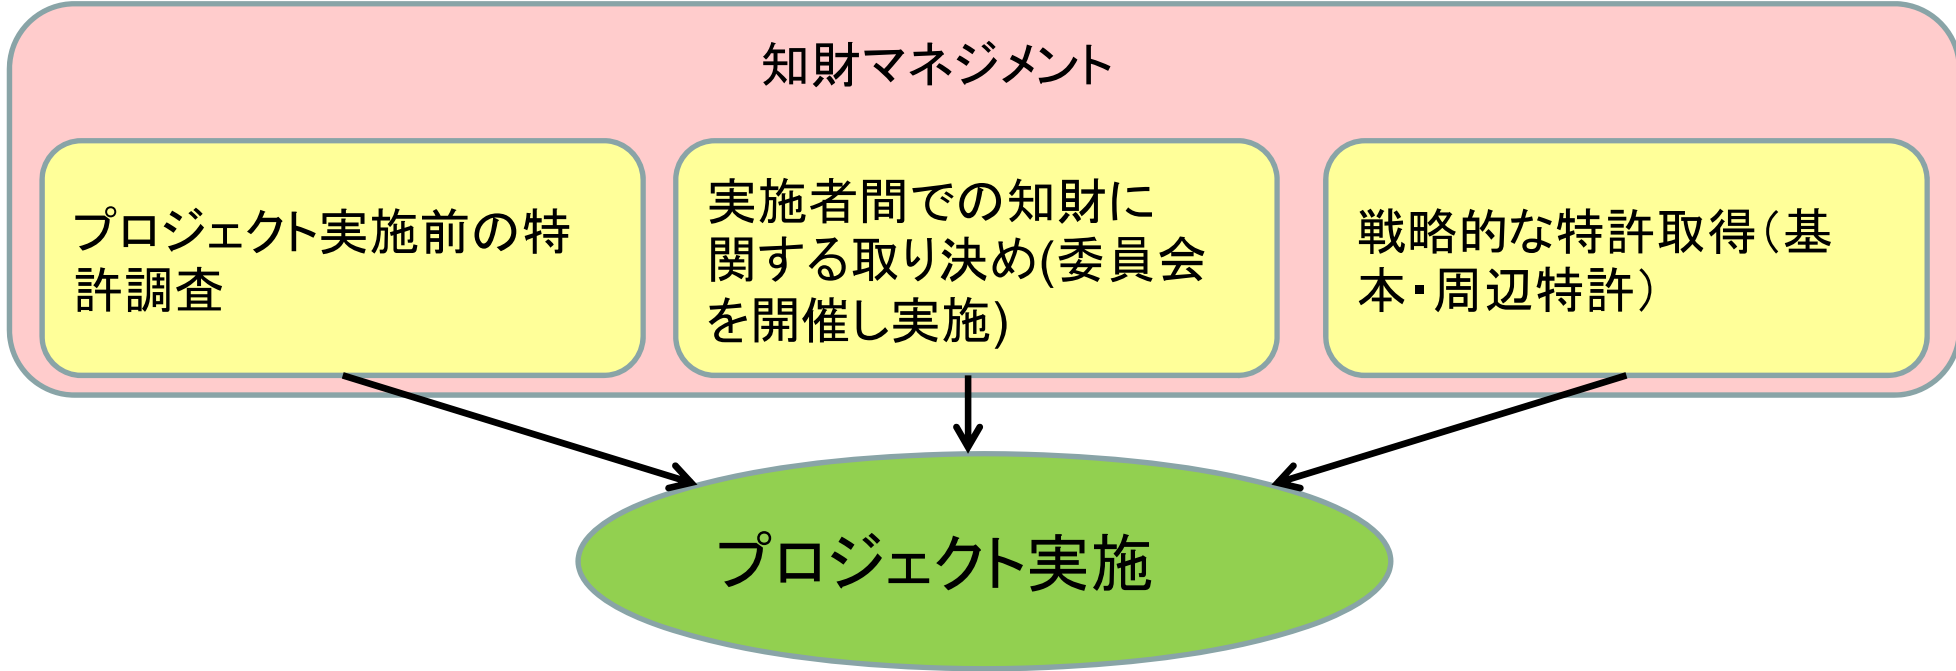 知財マネジメント
プロジェクト実施前の特
許調査
実施者間での知財に
関する取り決め(委員会
を開催し実施)
戦略的な特許取得（基
本・周辺特許）
プロジェクト実施